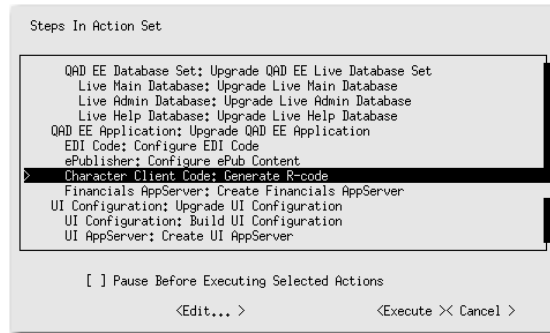 Steps In Action Set
QAD EE Database Set: Upgrade QAD EE Live Database Set
Live Main Database: Upgrade Live Main Database
Live Admin Database: Upgrade Live Admin Database
Live Help Database: Upgrade Live Help Database
QAD EE Application: Upgrade QAD EE Application
EDI Code: Configure EDI Code
ePublisher: Configure ePub Content
> Character Client Code: Generate R-code
Financials AppServer: Create Financials AppServer
UI Configuration: Upgrade UI Configuration
UI Configuration: Build UI Configuration
UI AppServer: Create UI AppServer
[ ] Pause Before Executing Selected Actions
<Edit... > <Execute >< Cancel >